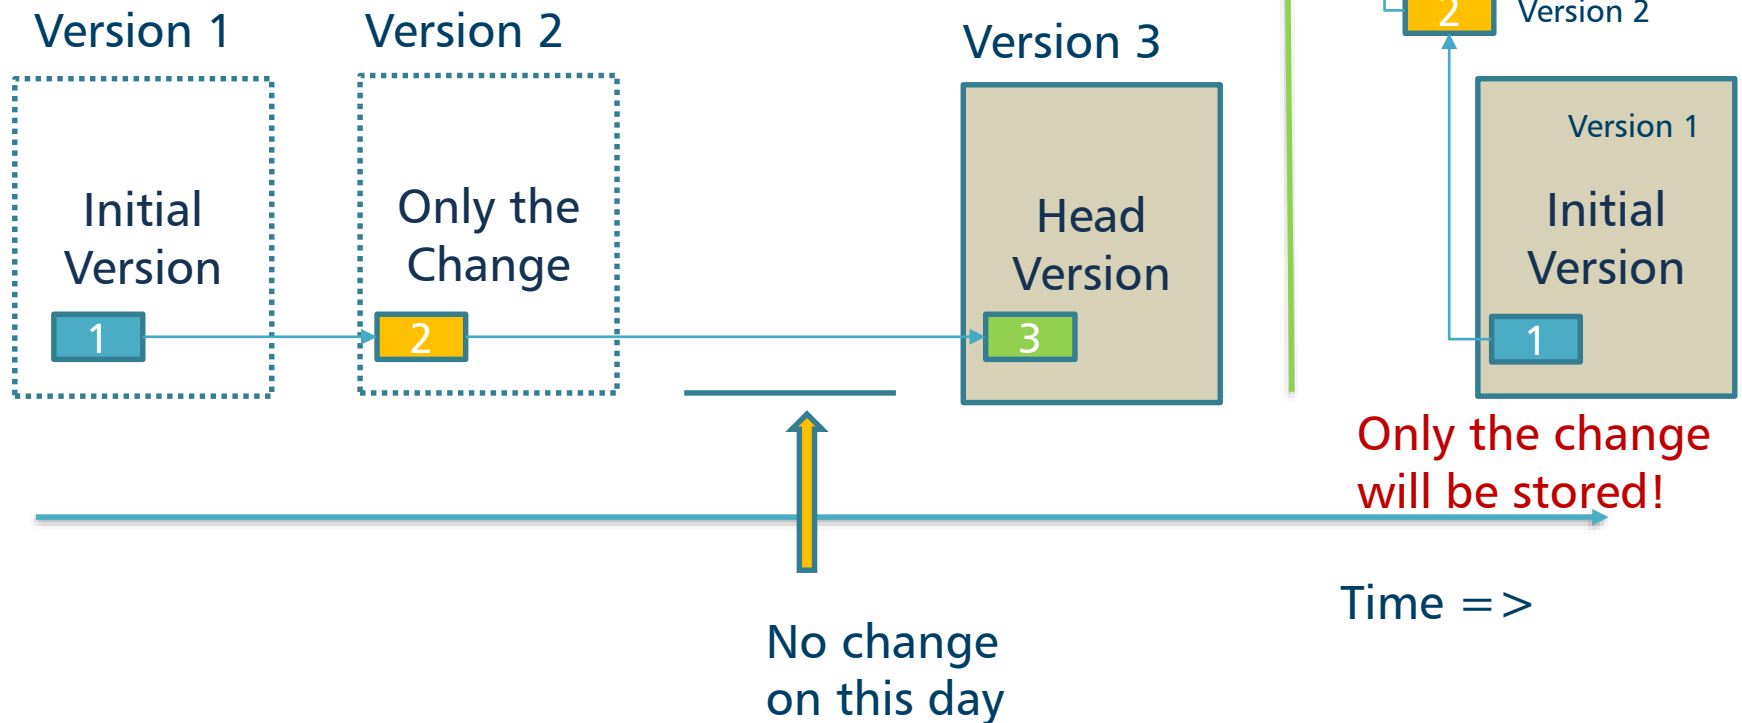 Version 1
Version 2
Version 3
2
Version 2
Initial
Version
1
Only the
Change
2
Head
Version
3
Version 1
Initial
Version
1
Only the change
will be stored!
Time =>
No change
on this day